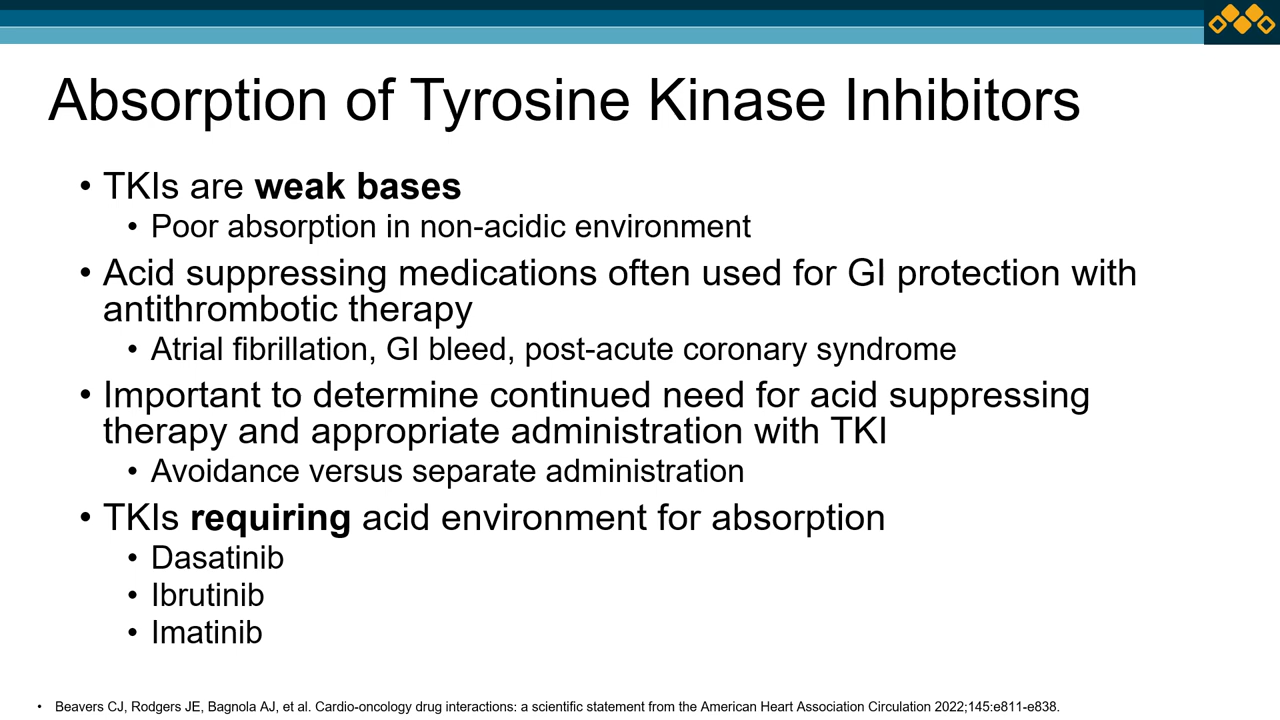 Absorption of Tyrosine Kinase Inhibitors
• TKIs are weak bases
• Poor absorption in non-acidic environment
• Acid suppressing medications often used for GI protection with
antithrombotic therapy
• Atrial fibrillation, GI bleed, post-acute coronary syndrome
• Important to determine continued need for acid suppressing
therapy and appropriate administration with TKI
• Avoidance versus separate administration
• TKIs requiring acid environment for absorption
• Dasatinib
• Ibrutinib
• Imatinib
• Beavers CJ, Rodgers JE, Bagnola AJ, et al. Cardio-oncology drug interactions: a scientific statement from the American Heart Association Circulation 2022;145:e811-e838.